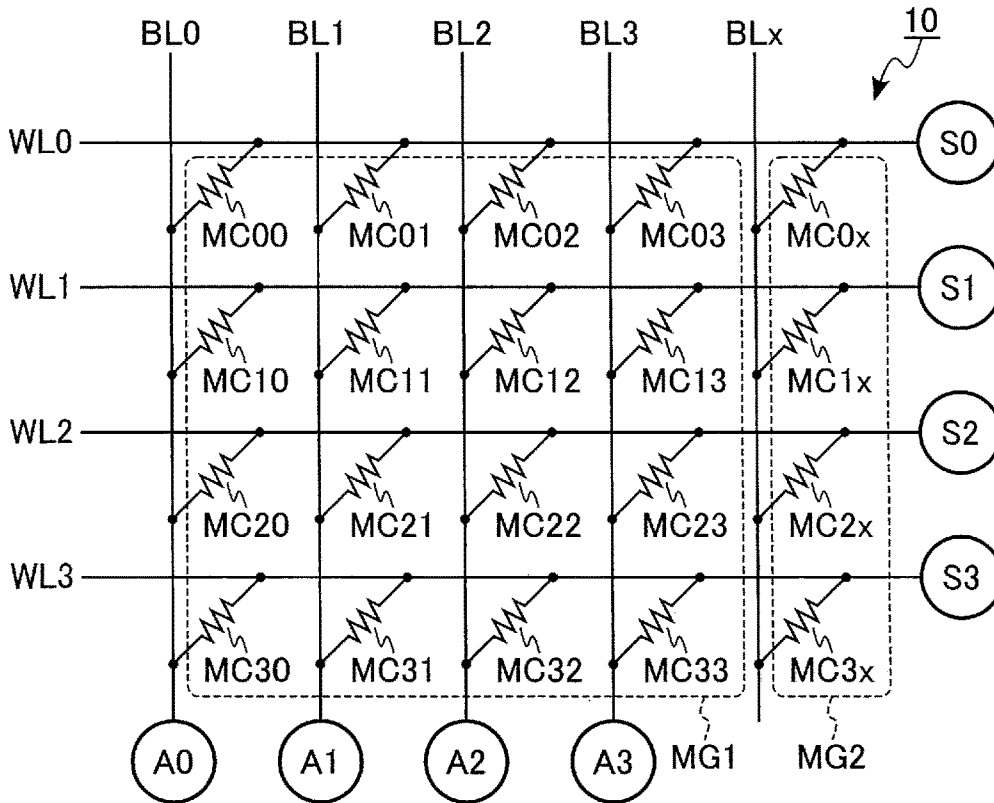 BL0 BL1 BL2 BL3 BLx 10
WL0 S0
MC00 MC01 MC02 MC03 MC0x
WL1 S1
MC10 MC11 MC12 MC13 MC1x
WL2 S2
MC20 MC21 MC22 MC23 MC2x
WL3 S3
MC30 MC31 MC32 MC33 MC3x
A0 A1 A2 A3 MG1 MG2